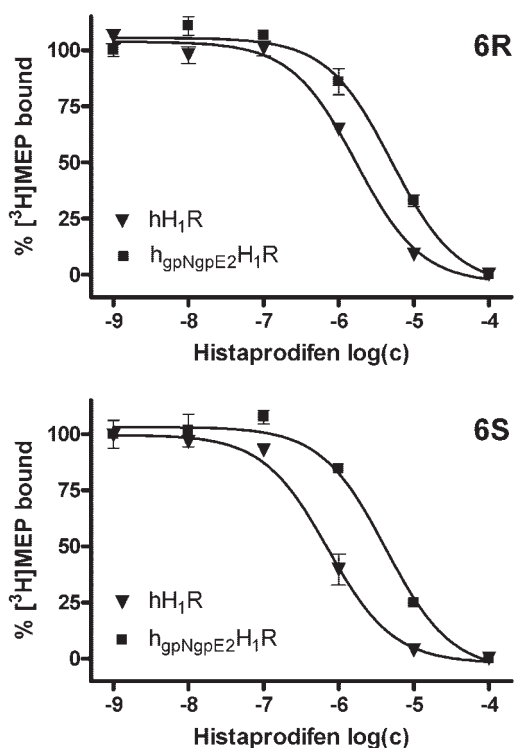 6R
% [³H]MEP bound
100
75
50
25
0
▼ hH₁R
■ h_gpNgpE2H₁R
-9 -8 -7 -6 -5 -4
Histaprodifen log(c)
6S
% [³H]MEP bound
100
75
50
25
0
▼ hH₁R
■ h_gpNgpE2H₁R
-9 -8 -7 -6 -5 -4
Histaprodifen log(c)